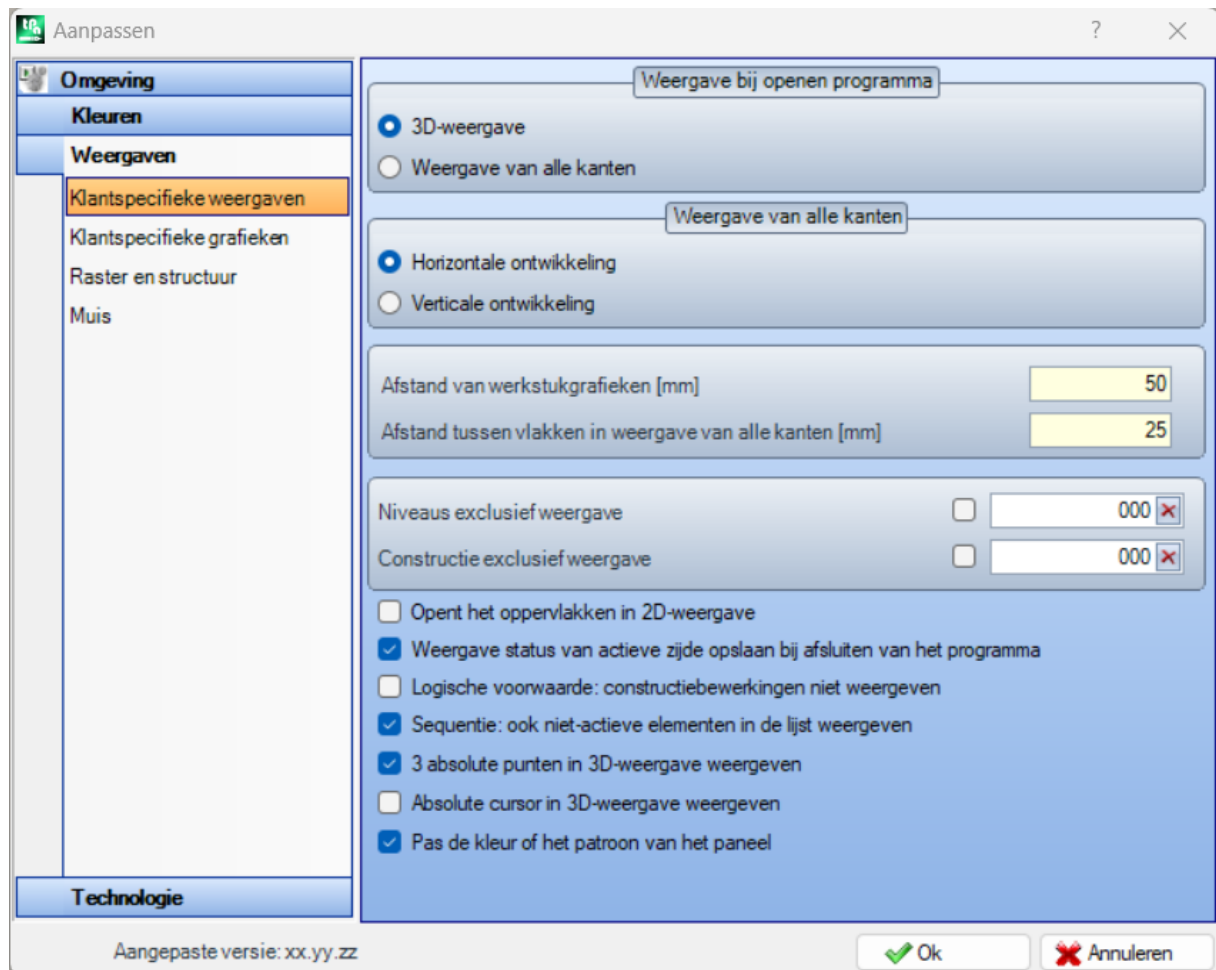 Aanpassen
?
Omgeving
Kleuren
Weergaven
Klantspecifieke weergaven
Klantspecifieke grafieken
Raster en structuur
Muis
Technologie
Weergave bij openen programma
3D-weergave
Weergave van alle kanten
Weergave van alle kanten
Horizontale ontwikkeling
Verticale ontwikkeling
Afstand van werkstukgrafieken [mm] 50
Afstand tussen vlakken in weergave van alle kanten [mm] 25
Niveaus exclusief weergave 000
Constructie exclusief weergave 000
Opent het oppervlakken in 2D-weergave
Weergave status van actieve zijde opslaan bij afsluiten van het programma
Logische voorwaarde: constructiebewerkingen niet weergeven
Sequentie: ook niet-actieve elementen in de lijst weergeven
3 absolute punten in 3D-weergave weergeven
Absolute cursor in 3D-weergave weergeven
Pas de kleur of het patroon van het paneel
Aangepaste versie: xx.yy.zz
Ok
Annuleren